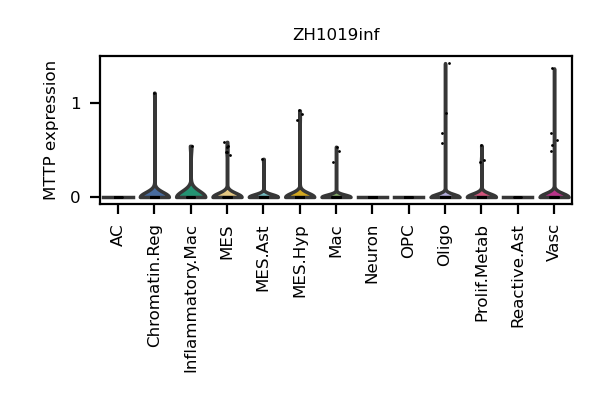 ZH1019inf
MTTP expression
1
0
AC
Chromatin.Reg
Inflammatory.Mac
MES
MES.Ast
MES.Hyp
Mac
Neuron
OPC
Oligo
Prolif.Metab
Reactive.Ast
Vasc